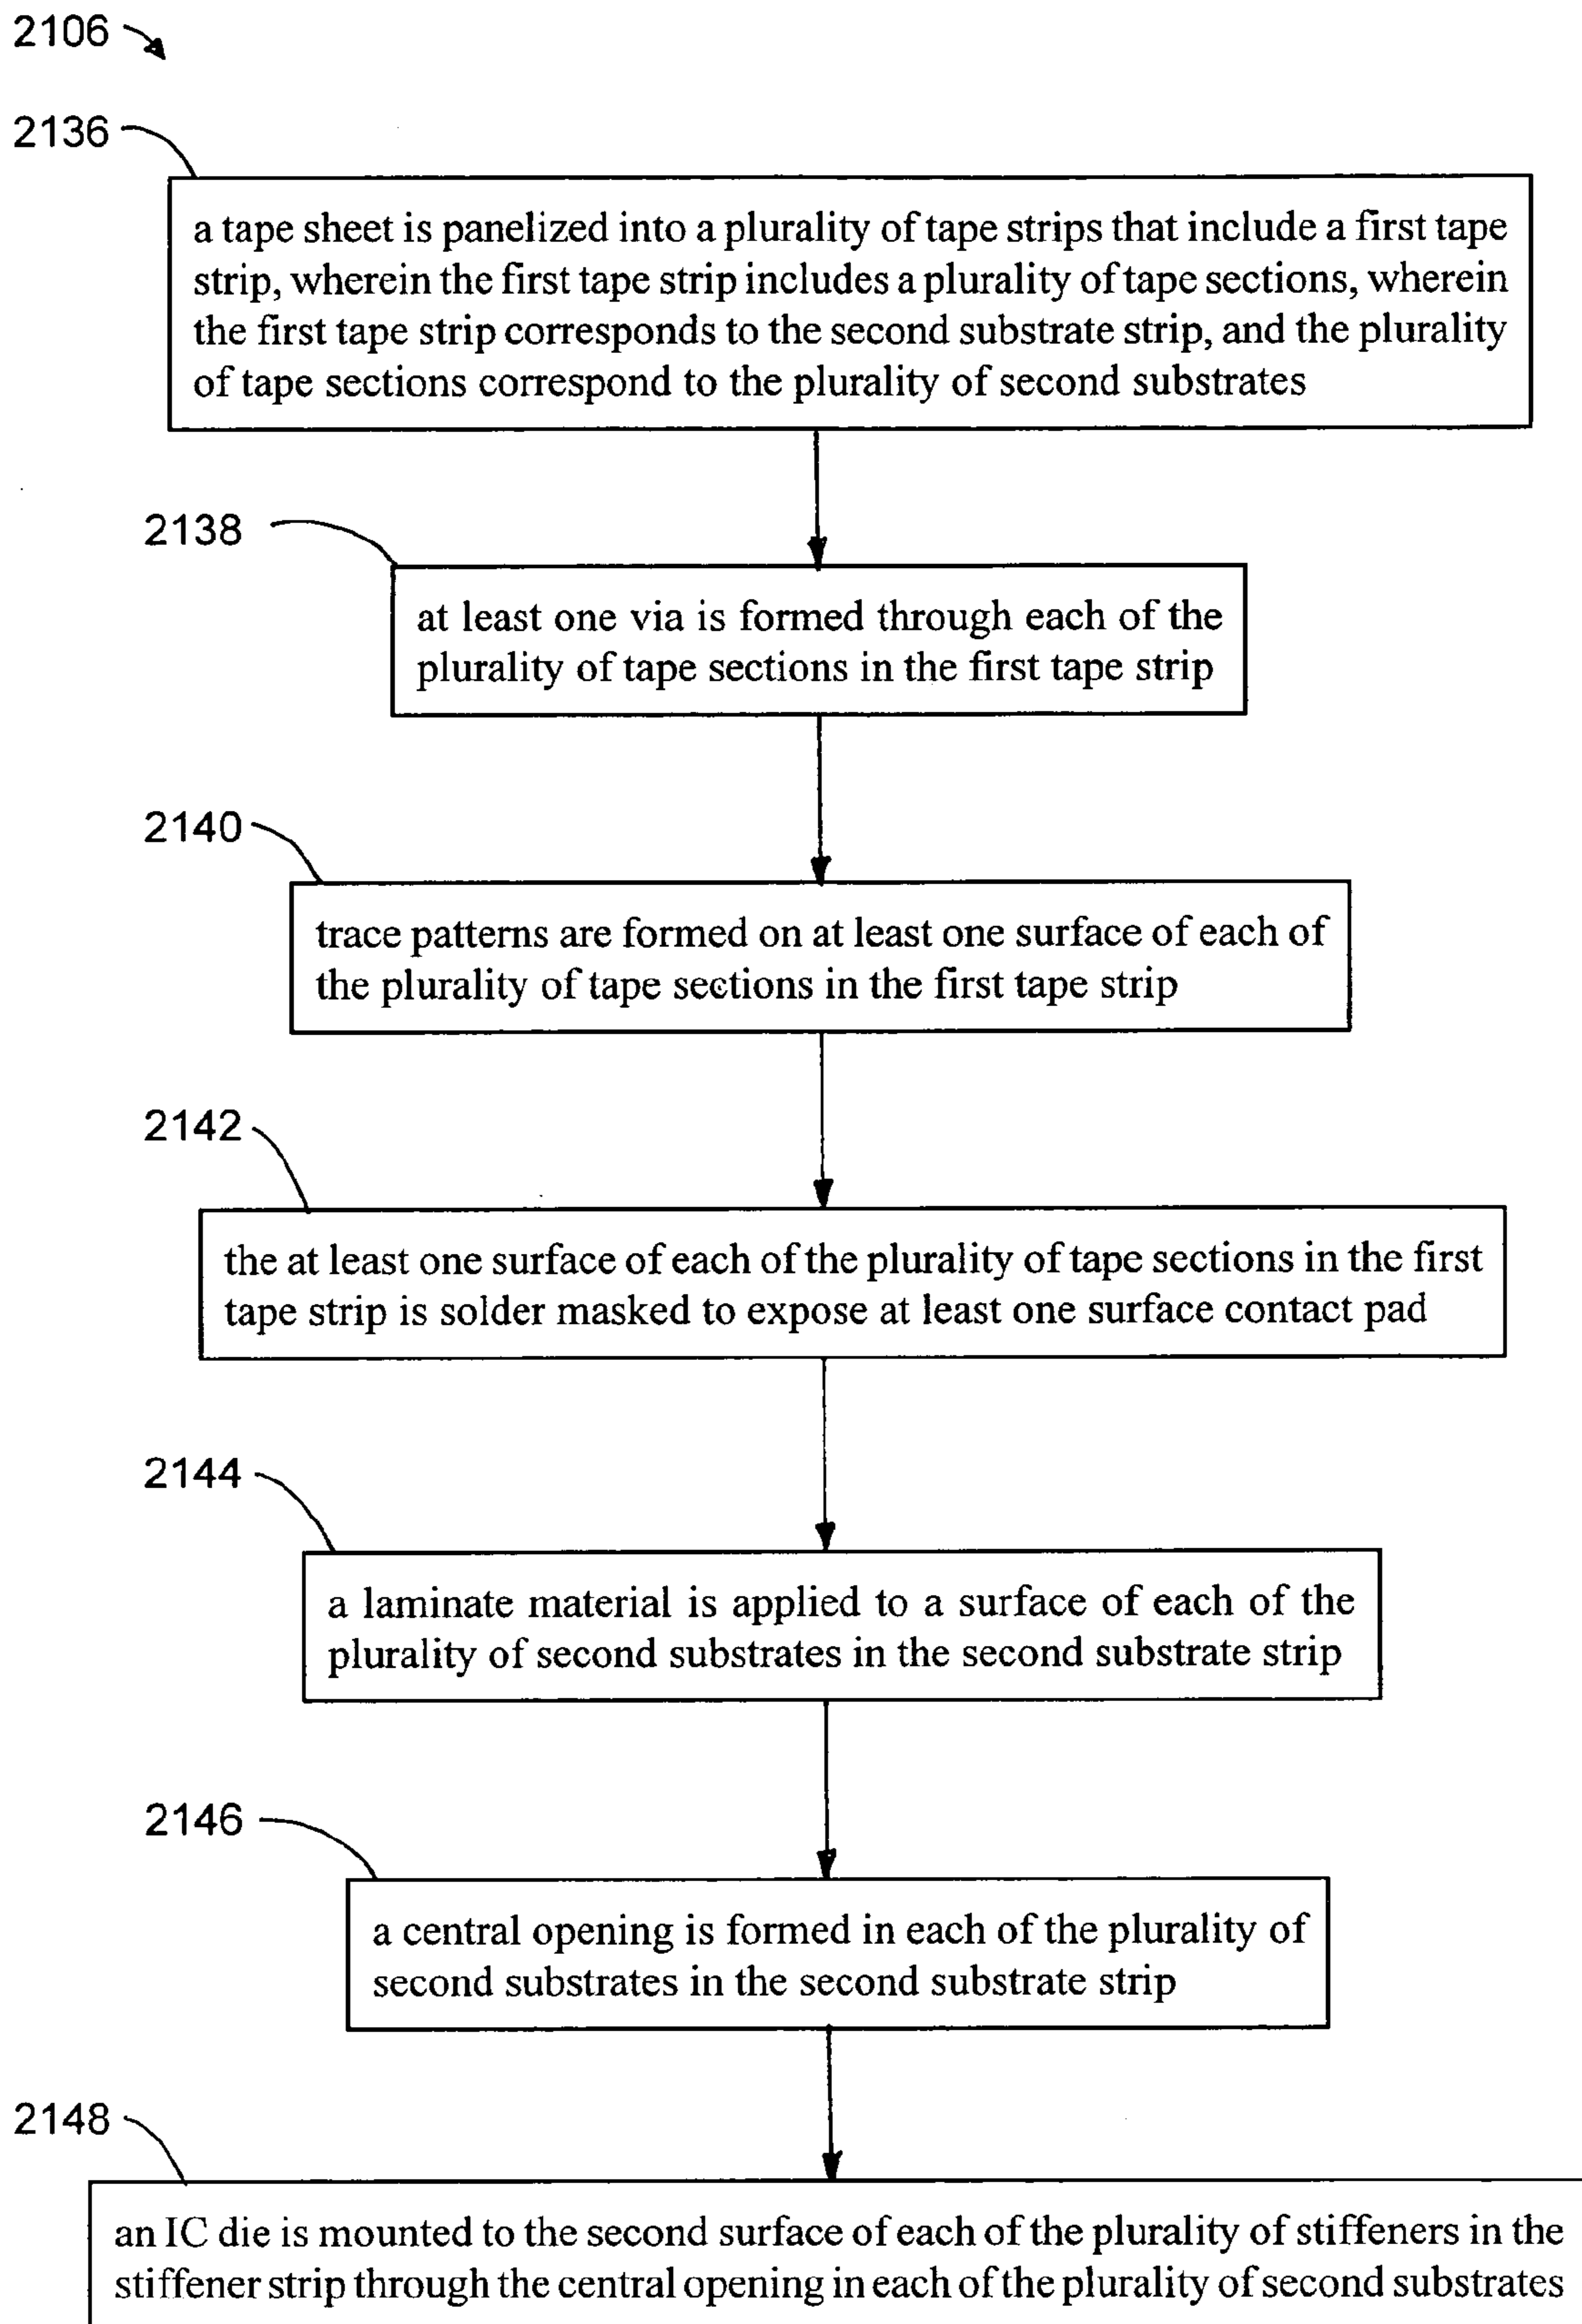 2106
2136
a tape sheet is panelized into a plurality of tape strips that include a first tape
strip, wherein the first tape strip includes a plurality of tape sections, wherein
the first tape strip corresponds to the second substrate strip, and the plurality
of tape sections correspond to the plurality of second substrates
2138
at least one via is formed through each of the
plurality of tape sections in the first tape strip
2140
trace patterns are formed on at least one surface of each of
the plurality of tape sections in the first tape strip
2142
the at least one surface of each of the plurality of tape sections in the first
tape strip is solder masked to expose at least one surface contact pad
2144
a laminate material is applied to a surface of each of the
plurality of second substrates in the second substrate strip
2146
a central opening is formed in each of the plurality of
second substrates in the second substrate strip
2148
an IC die is mounted to the second surface of each of the plurality of stiffeners in the
stiffener strip through the central opening in each of the plurality of second substrates